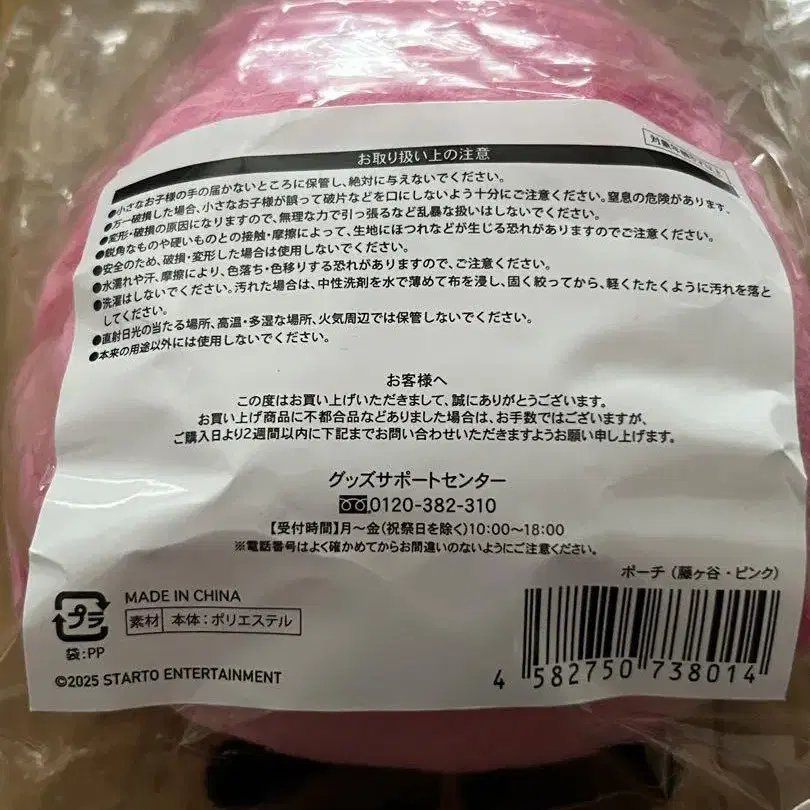 お取り扱い上の注意
●小さなお子様の手の届かないところに保管し、絶対に与えないでください。
●万一破損した場合、小さなお子様が誤って破片などを口にしないよう十分にご注意ください。窒息の危険があります。
●変形・破損の原因になりますので、無理な力で引っ張るなど乱暴な扱いはしないでください。
●鋭角なものや硬いものとの接触・摩擦によって、生地にほつれなどが生じる恐れがありますのでご注意ください。
●安全のため、破損・変形した場合は使用しないでください。
●水濡れや汗、摩擦により、色落ち・色移りする恐れがありますので、ご注意ください。
●洗濯はしないでください。汚れた場合は、中性洗剤を水で薄めて布を浸し、固く絞ってから、軽くたたくように汚れを落と
してください。
●直射日光の当たる場所、高温・多湿な場所、火気周辺では保管しないでください。
●本来の用途以外には使用しないでください。
お客様へ
この度はお買い上げいただきまして、誠にありがとうございます。
お買い上げ商品に不都合品などありました場合は、お手数ではございますが、
ご購入日より2週間以内に下記までお問い合わせいただきますようお願い申し上げます。
グッズサポートセンター
0120-382-310
【受付時間】月〜金(祝祭日を除く)10:00〜18:00
※電話番号はよく確かめてからお間違いのないようにご注意ください。
ポーチ(藤ヶ谷・ピンク)
プラ
袋:PP
MADE IN CHINA
素材 本体:ポリエステル
©2025 STARTO ENTERTAINMENT
4 582750 738014